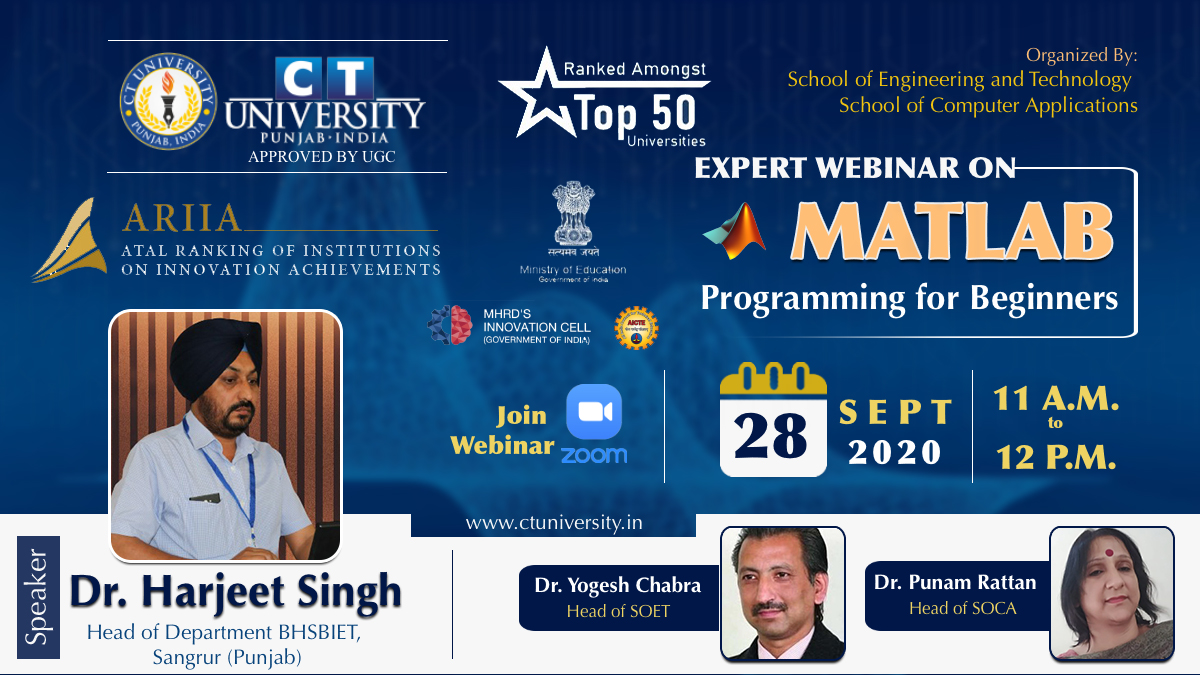 CT UNIVERSITY
PUNJAB, INDIA
CT
UNIVERSITY
PUNJAB·INDIA
APPROVED BY UGC
Ranked Amongst
Top 50
Universities
Organized By:
School of Engineering and Technology
School of Computer Applications
ARIIA
ATAL RANKING OF INSTITUTIONS
ON INNOVATION ACHIEVEMENTS
सत्यमेव जयते
Ministry of Education
Government of India
MHRD'S
INNOVATION CELL
(GOVERNMENT OF INDIA)
AICTE
EXPERT WEBINAR ON
MATLAB
Programming for Beginners
Join
Webinar
zoom
28
SEPT
2020
11 A.M.
to
12 P.M.
www.ctuniversity.in
Speaker
Dr. Harjeet Singh
Head of Department BHSBIET,
Sangrur (Punjab)
Dr. Yogesh Chabra
Head of SOET
Dr. Punam Rattan
Head of SOCA